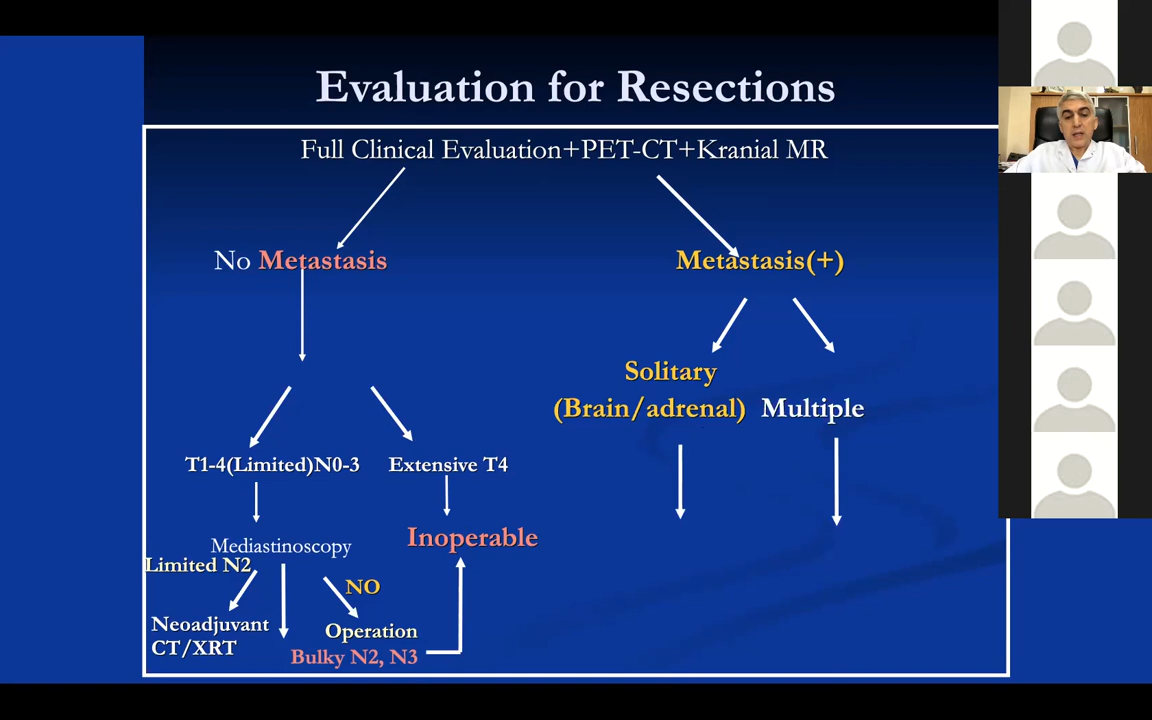 Evaluation for Resections
Full Clinical Evaluation+PET-CT+Kranial MR
No Metastasis
Metastasis(+)
Solitary
(Brain/adrenal)
Multiple
T1-4(Limited)N0-3
Extensive T4
Inoperable
Mediastinoscopy
Limited N2
NO
Neoadjuvant
CT/XRT
Operation
Bulky N2, N3